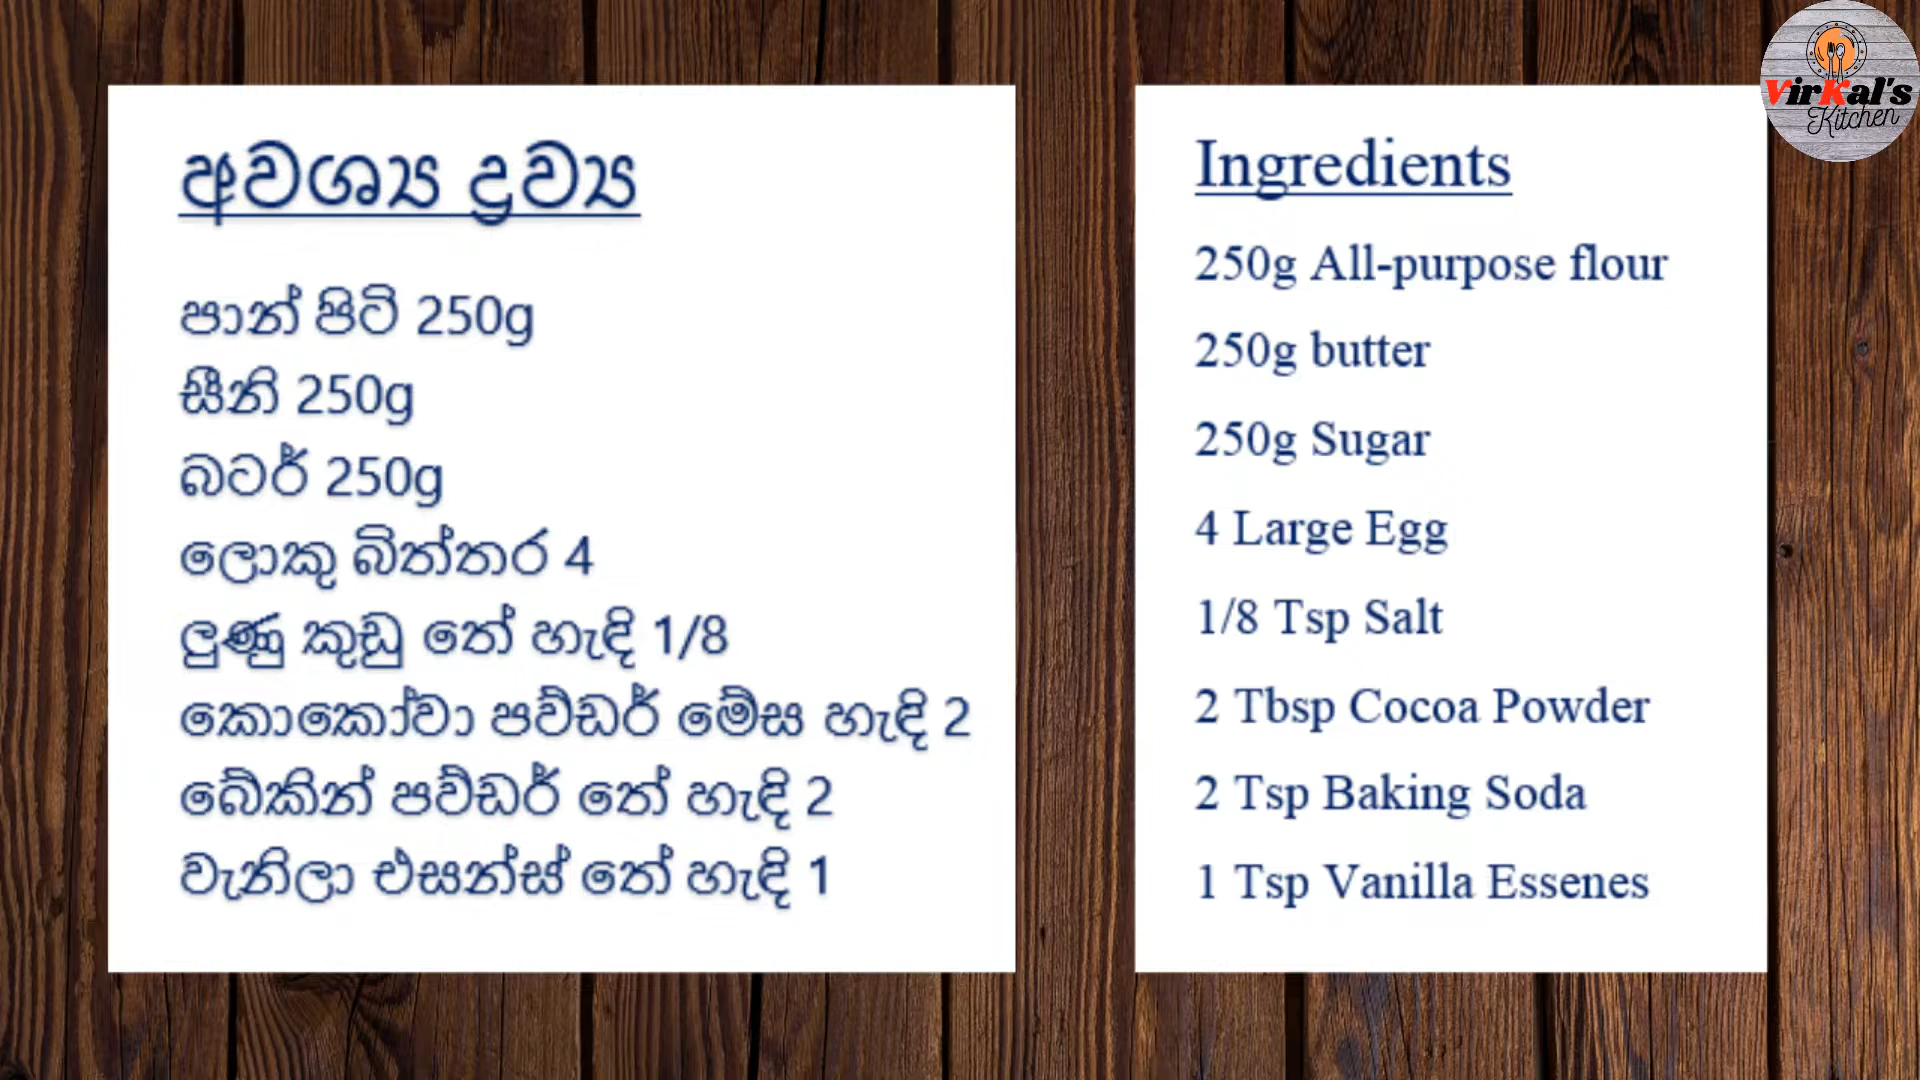 අවශ්‍ය ද්‍රව්‍ය
පාන් පිටි 250g
සීනි 250g
බටර් 250g
ලොකු බිත්තර 4
ලුණු කුඩු තේ හැඳි 1/8
කොකෝවා පව්ඩර් මේස හැඳි 2
බේකින් පව්ඩර් තේ හැඳි 2
වැනිලා එසන්ස් තේ හැඳි 1
Ingredients
250g All-purpose flour
250g butter
250g Sugar
4 Large Egg
1/8 Tsp Salt
2 Tbsp Cocoa Powder
2 Tsp Baking Soda
1 Tsp Vanilla Essenes
VirKal's
Kitchen